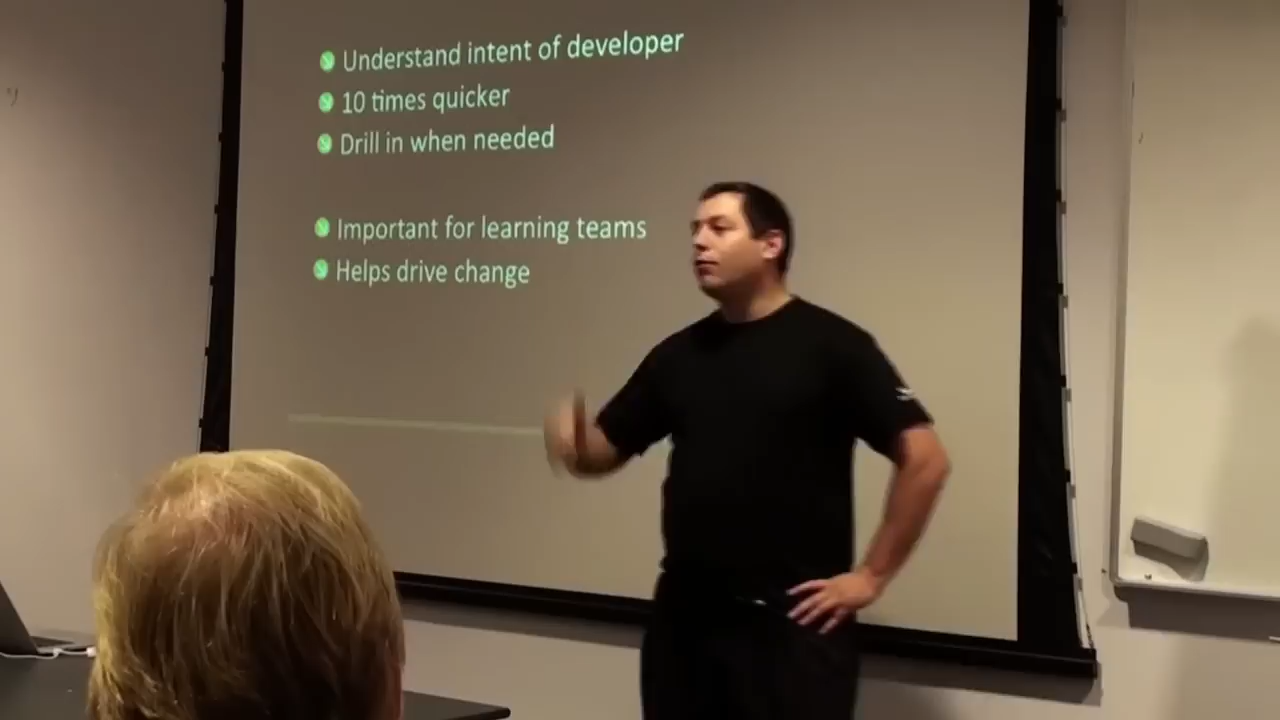 Understand intent of developer
10 times quicker
Drill in when needed
Important for learning teams
Helps drive change